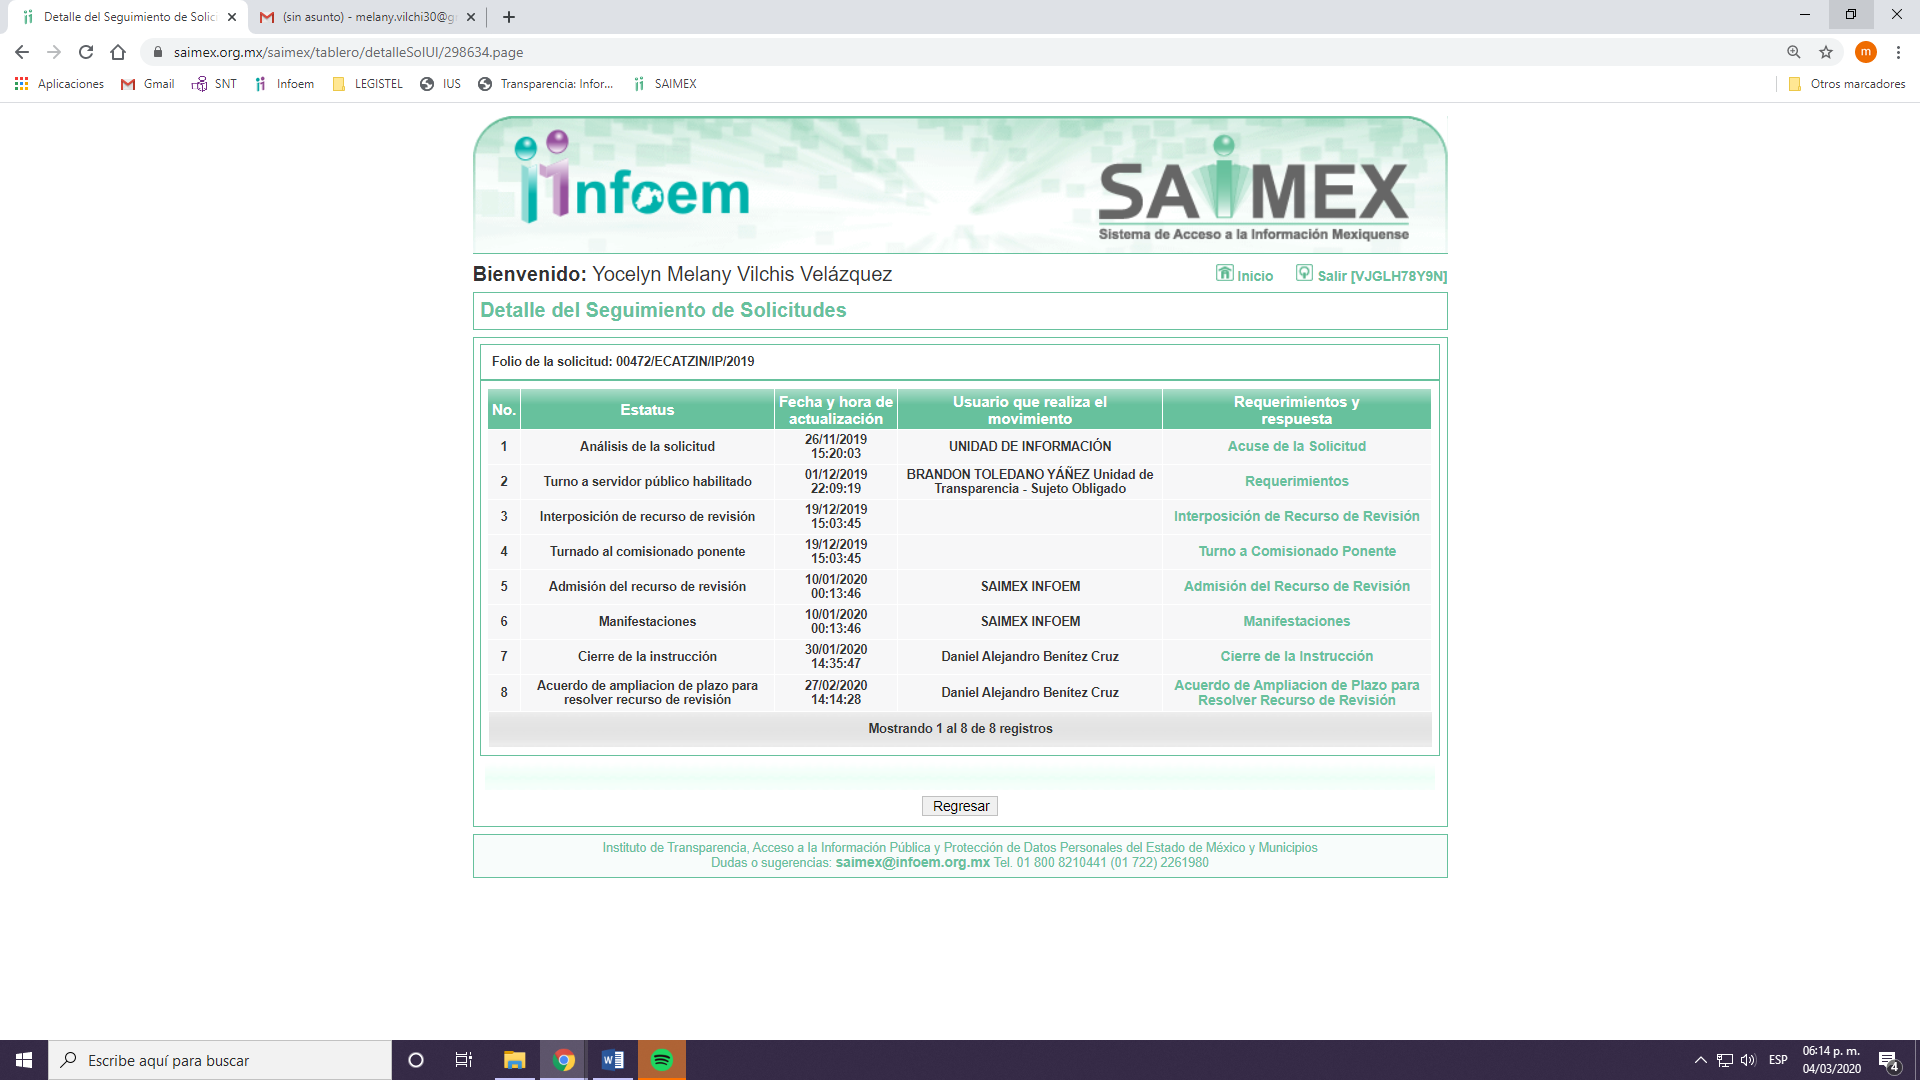 Detalle del Seguimiento de Solici
(sin asunto) - melany.vilchi30@g
saimex.org.mx/saimex/tablero/detalleSolUI/298634.page
m
Aplicaciones
Gmail
SNT
Infoem
LEGISTEL
IUS
Transparencia: Infor...
SAIMEX
Otros marcadores
infoem
SAIMEX
Sistema de Acceso a la Información Mexiquense
Bienvenido: Yocelyn Melany Vilchis Velázquez
Inicio
Salir [VJGLH78Y9N]
Detalle del Seguimiento de Solicitudes
Folio de la solicitud: 00472/ECATZIN/IP/2019
No.
Estatus
Fecha y hora de
actualización
Usuario que realiza el
movimiento
Requerimientos y
respuesta
1
Análisis de la solicitud
26/11/2019
15:20:03
UNIDAD DE INFORMACIÓN
Acuse de la Solicitud
2
Turno a servidor público habilitado
01/12/2019
22:09:19
BRANDON TOLEDANO YÁÑEZ Unidad de
Transparencia - Sujeto Obligado
Requerimientos
3
Interposición de recurso de revisión
19/12/2019
15:03:45
Interposición de Recurso de Revisión
4
Turnado al comisionado ponente
19/12/2019
15:03:45
Turno a Comisionado Ponente
5
Admisión del recurso de revisión
10/01/2020
00:13:46
SAIMEX INFOEM
Admisión del Recurso de Revisión
6
Manifestaciones
10/01/2020
00:13:46
SAIMEX INFOEM
Manifestaciones
7
Cierre de la instrucción
30/01/2020
14:35:47
Daniel Alejandro Benítez Cruz
Cierre de la Instrucción
8
Acuerdo de ampliacion de plazo para
resolver recurso de revisión
27/02/2020
14:14:28
Daniel Alejandro Benítez Cruz
Acuerdo de Ampliacion de Plazo para
Resolver Recurso de Revisión
Mostrando 1 al 8 de 8 registros
Regresar
Instituto de Transparencia, Acceso a la Información Pública y Protección de Datos Personales del Estado de México y Municipios
Dudas o sugerencias: saimex@infoem.org.mx Tel. 01 800 8210441 (01 722) 2261980
Escribe aquí para buscar
ESP
06:14 p. m.
04/03/2020
4